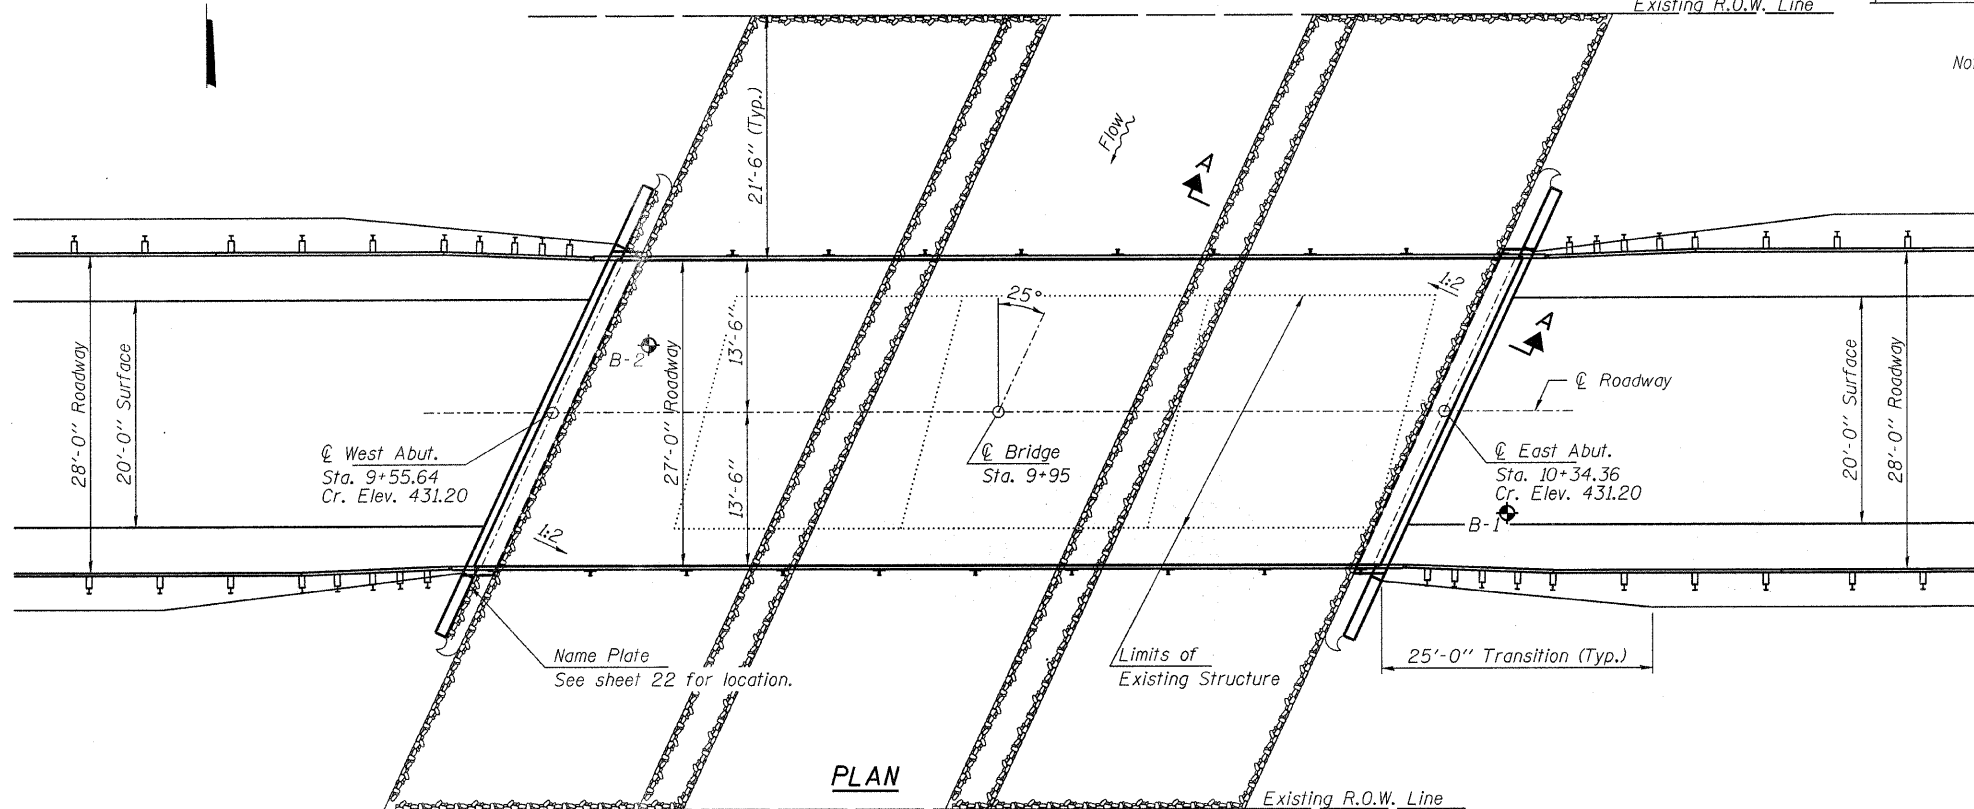 Existing R.O.W. Line
No.
21'-6" (Typ.)
Flow
A
1:2
25°
A
28'-0" Roadway
20'-0" Surface
B-2
27'-0" Roadway
13'-6"
13'-6"
℄ Roadway
20'-0" Surface
28'-0" Roadway
℄ West Abut.
Sta. 9+55.64
Cr. Elev. 431.20
℄ Bridge
Sta. 9+95
℄ East Abut.
Sta. 10+34.36
Cr. Elev. 431.20
B-1
1:2
Name Plate
See sheet 22 for location.
Limits of
Existing Structure
25'-0" Transition (Typ.)
PLAN
Existing R.O.W. Line